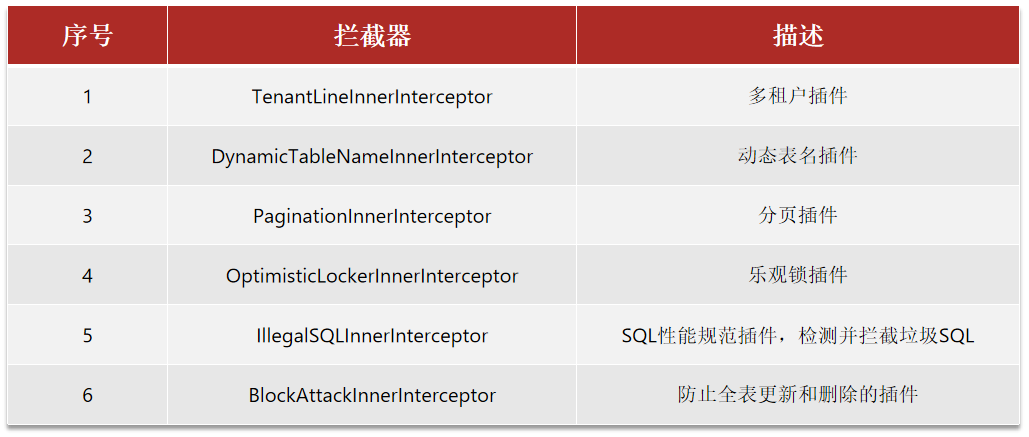 序号 拦截器 描述
1 TenantLineInnerInterceptor 多租户插件
2 DynamicTableNameInnerInterceptor 动态表名插件
3 PaginationInnerInterceptor 分页插件
4 OptimisticLockerInnerInterceptor 乐观锁插件
5 IllegalSQLInnerInterceptor SQL性能规范插件，检测并拦截垃圾SQL
6 BlockAttackInnerInterceptor 防止全表更新和删除的插件